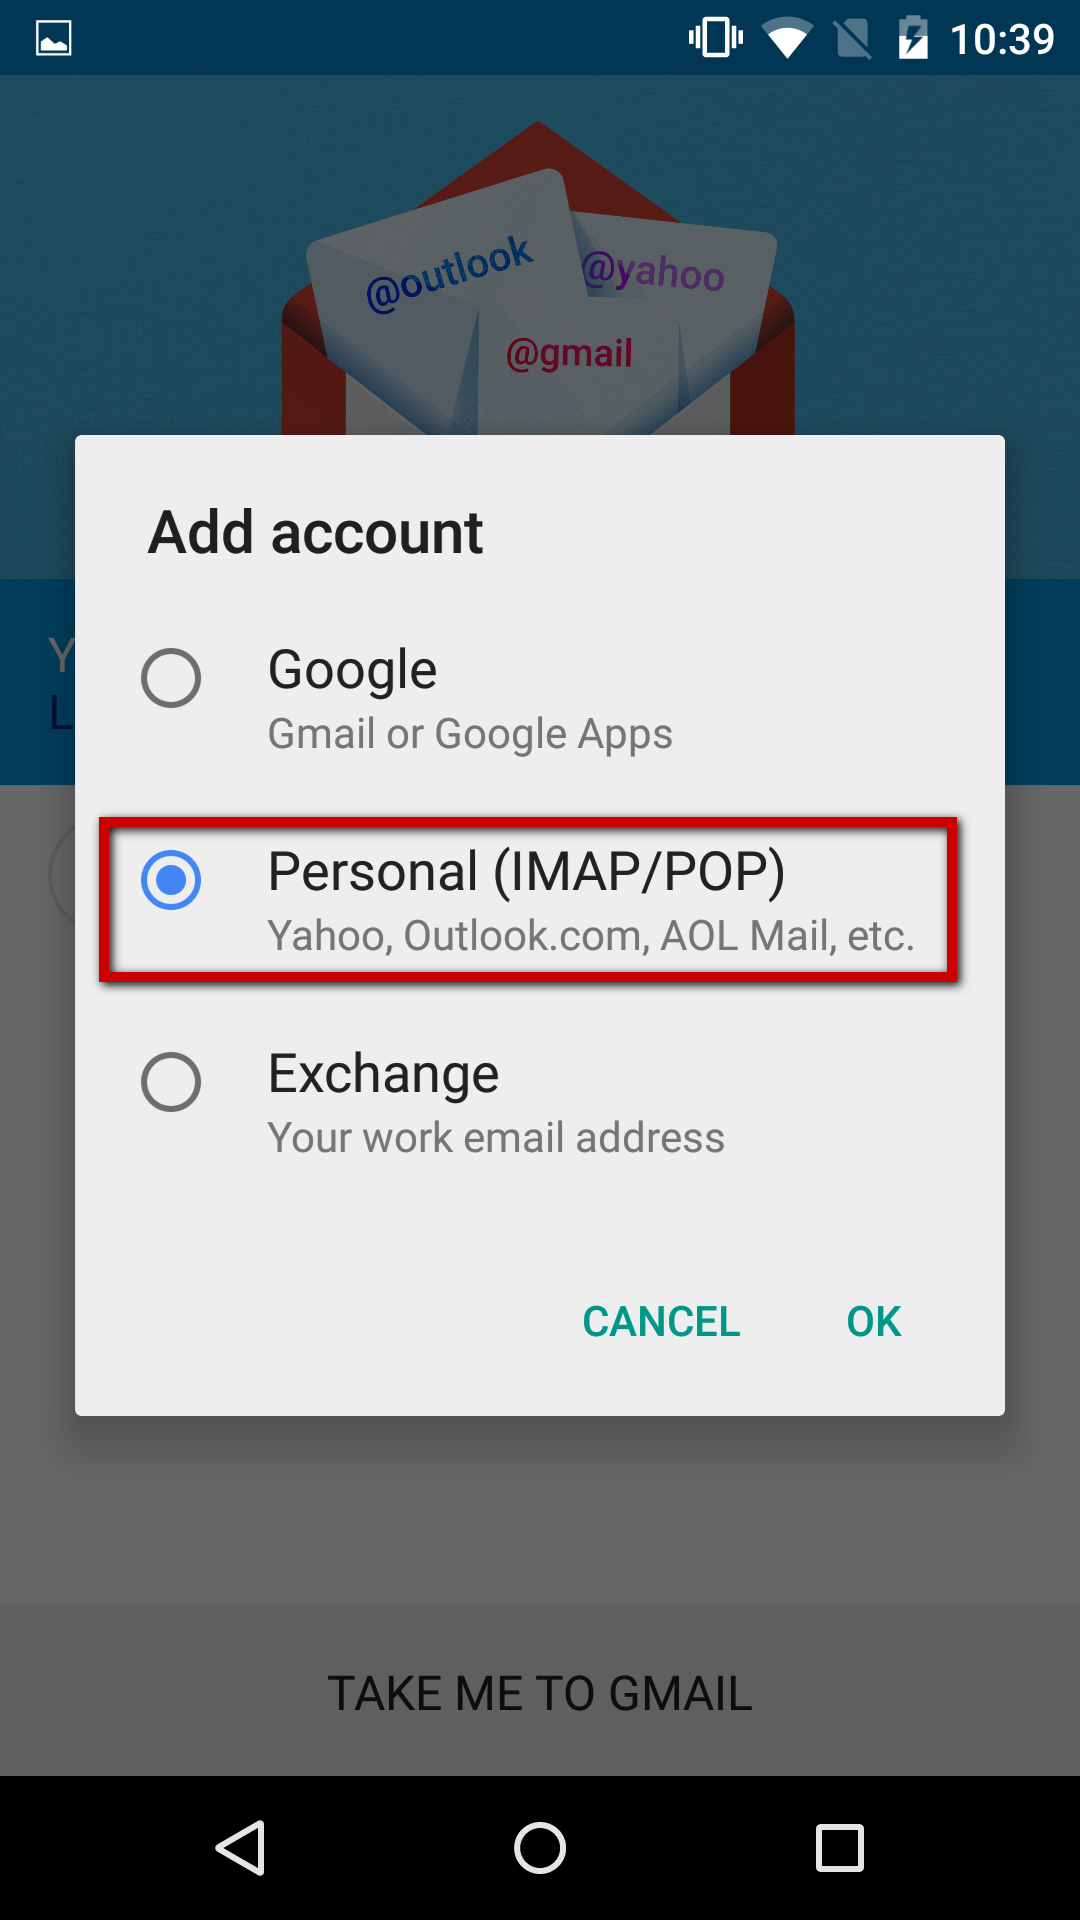 10:39
@outlook
@yahoo
@gmail
Add account
Y
Google
Gmail or Google Apps
L
Personal (IMAP/POP)
Yahoo, Outlook.com, AOL Mail, etc.
Exchange
Your work email address
CANCEL OK
TAKE ME TO GMAIL